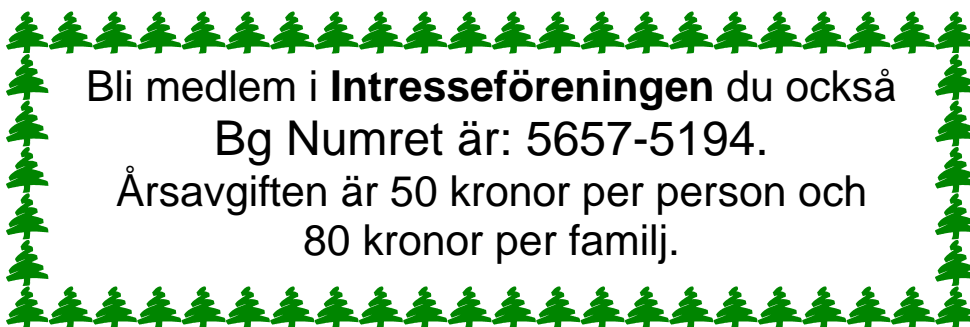 Bli medlem i Intresseföreningen du också
Bg Numret är: 5657-5194.
Årsavgiften är 50 kronor per person och
80 kronor per familj.